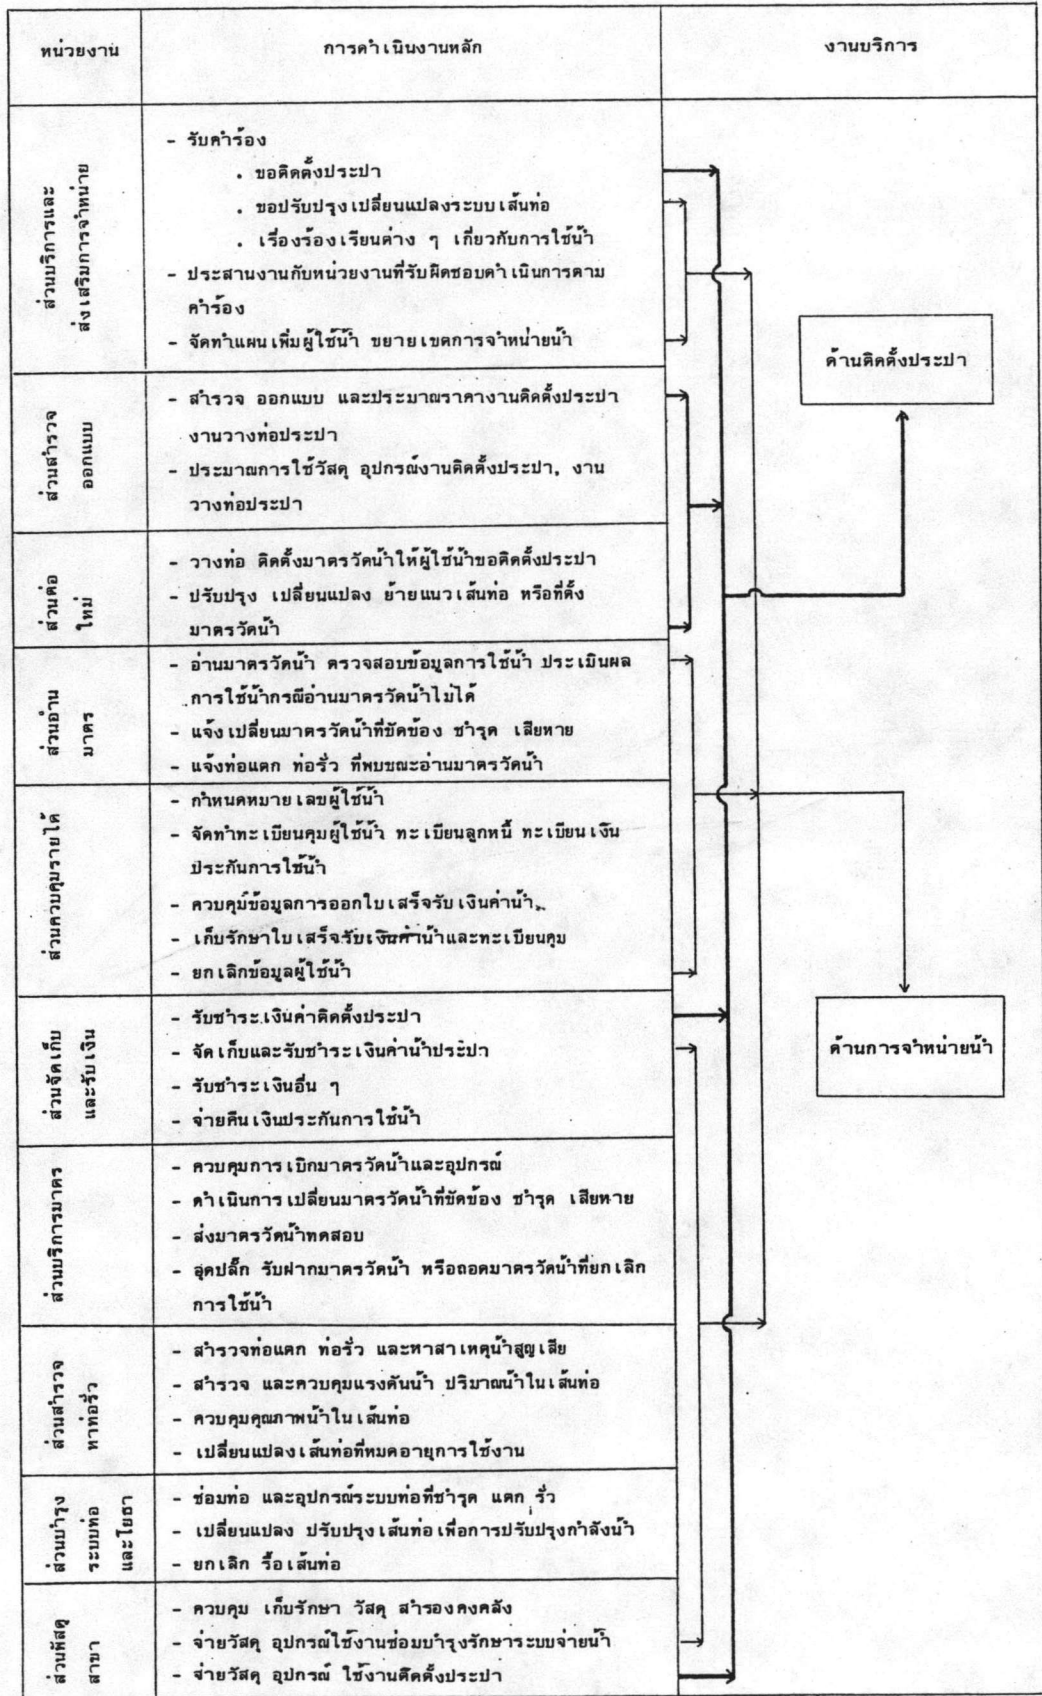 หน่วยงาน
การดำเนินงานหลัก
งานบริการ
ส่วนบริการและ
ส่งเสริมการจำหน่าย
- รับคำร้อง
. ขอติดตั้งประปา
. ขอปรับปรุงเปลี่ยนแปลงระบบเส้นท่อ
. เรื่องร้องเรียนต่าง ๆ เกี่ยวกับการใช้น้ำ
- ประสานงานกับหน่วยงานที่รับผิดชอบดำเนินการตาม
คำร้อง
- จัดทำแผนเพิ่มผู้ใช้น้ำ ขยายเขตการจำหน่ายน้ำ
ส่วนสำรวจ
ออกแบบ
- สำรวจ ออกแบบ และประมาณราคางานติดตั้งประปา
งานวางท่อประปา
- ประมาณการใช้วัสดุ อุปกรณ์งานติดตั้งประปา, งาน
วางท่อประปา
ส่วนต่อ
ใหม่
- วางท่อ ติดตั้งมาตรวัดน้ำให้ผู้ใช้น้ำขอติดตั้งประปา
- ปรับปรุง เปลี่ยนแปลง ย้ายแนวเส้นท่อ หรือที่ตั้ง
มาตรวัดน้ำ
ส่วนอ่าน
มาตร
- อ่านมาตรวัดน้ำ ตรวจสอบข้อมูลการใช้น้ำ ประเมินผล
การใช้น้ำกรณีอ่านมาตรวัดน้ำไม่ได้
- แจ้งเปลี่ยนมาตรวัดน้ำที่ขัดข้อง ชำรุด เสียหาย
- แจ้งท่อแตก ท่อรั่ว ที่พบขณะอ่านมาตรวัดน้ำ
ส่วนควบคุมรายได้
- กำหนดหมายเลขผู้ใช้น้ำ
- จัดทำทะเบียนคุมผู้ใช้น้ำ ทะเบียนลูกหนี้ ทะเบียนเงิน
ประกันการใช้น้ำ
- ควบคุมข้อมูลการออกใบเสร็จรับเงินค่าน้ำ
- เก็บรักษาใบเสร็จรับเงินค่าน้ำและทะเบียนคุม
- ยกเลิกข้อมูลผู้ใช้น้ำ
ส่วนจัดเก็บ
และรับเงิน
- รับชำระเงินค่าติดตั้งประปา
- จัดเก็บและรับชำระเงินค่าน้ำประปา
- รับชำระเงินอื่น ๆ
- จ่ายคืนเงินประกันการใช้น้ำ
ส่วนบริการมาตร
- ควบคุมการเบิกมาตรวัดน้ำและอุปกรณ์
- ดำเนินการเปลี่ยนมาตรวัดน้ำที่ขัดข้อง ชำรุด เสียหาย
- ส่งมาตรวัดน้ำทดสอบ
- อุดปลั๊ก รับฝากมาตรวัดน้ำ หรือถอดมาตรวัดน้ำที่ยกเลิก
การใช้น้ำ
ส่วนสำรวจ
หาท่อรั่ว
- สำรวจท่อแตก ท่อรั่ว และหาสาเหตุน้ำสูญเสีย
- สำรวจ และควบคุมแรงดันน้ำ ปริมาณน้ำในเส้นท่อ
- ควบคุมคุณภาพน้ำในเส้นท่อ
- เปลี่ยนแปลงเส้นท่อที่หมดอายุการใช้งาน
ส่วนบำรุง
ระบบท่อ
และโยธา
- ซ่อมท่อ และอุปกรณ์ระบบท่อที่ชำรุด แตก รั่ว
- เปลี่ยนแปลง ปรับปรุงเส้นท่อเพื่อการปรับปรุงกำลังน้ำ
- ยกเลิก รื้อเส้นท่อ
ส่วนพัสดุ
สาขา
- ควบคุม เก็บรักษา วัสดุ สำรองคงคลัง
- จ่ายวัสดุ อุปกรณ์ใช้งานซ่อมบำรุงรักษาระบบจ่ายน้ำ
- จ่ายวัสดุ อุปกรณ์ ใช้งานติดตั้งประปา
ด้านติดตั้งประปา
ด้านการจำหน่ายน้ำ